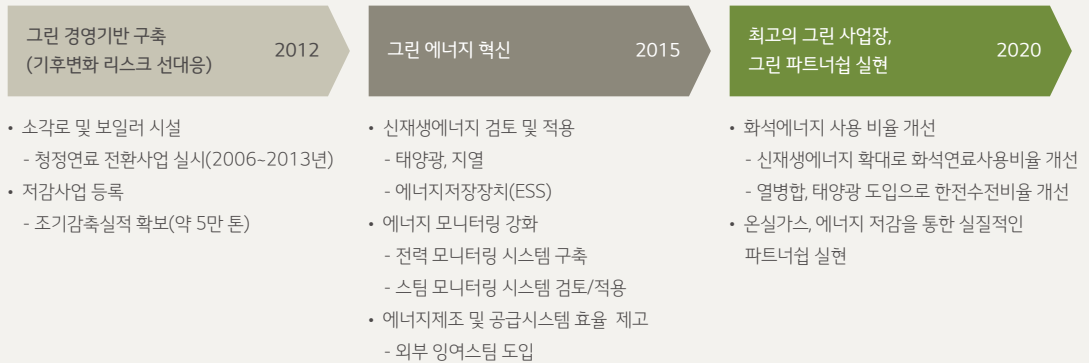 그린 경영기반 구축
(기후변화 리스크 선대응)
2012
• 소각로 및 보일러 시설
- 청정연료 전환사업 실시(2006~2013년)
• 저감사업 등록
- 조기감축실적 확보(약 5만 톤)
그린 에너지 혁신
2015
• 신재생에너지 검토 및 적용
- 태양광, 지열
- 에너지저장장치(ESS)
• 에너지 모니터링 강화
- 전력 모니터링 시스템 구축
- 스팀 모니터링 시스템 검토/적용
• 에너지제조 및 공급시스템 효율 제고
- 외부 잉여스팀 도입
최고의 그린 사업장,
그린 파트너쉽 실현
2020
• 화석에너지 사용 비율 개선
- 신재생에너지 확대로 화석연료사용비율 개선
- 열병합, 태양광 도입으로 한전수전비율 개선
• 온실가스, 에너지 저감을 통한 실질적인
파트너쉽 실현